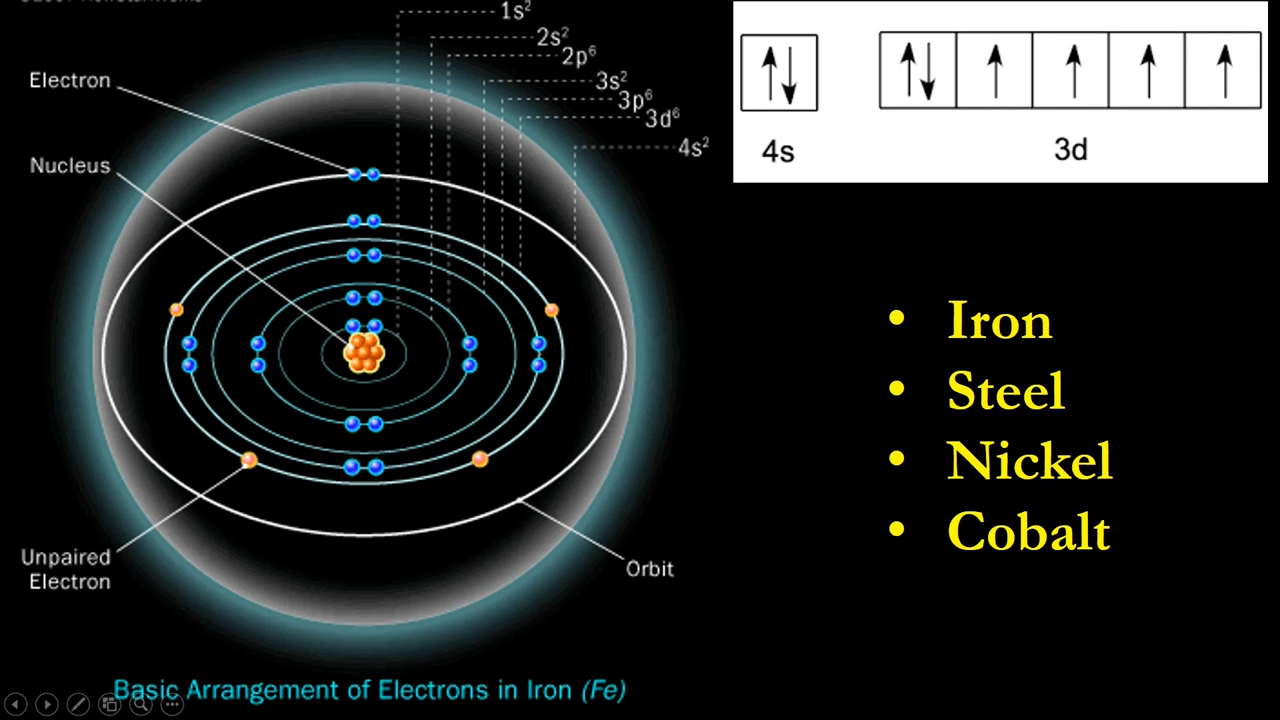 1s²
2s²
2p⁶
3s²
3p⁶
3d⁶
4s²
Electron
Nucleus
Unpaired
Electron
Orbit
Basic Arrangement of Electrons in Iron (Fe)
4s
3d
• Iron
• Steel
• Nickel
• Cobalt